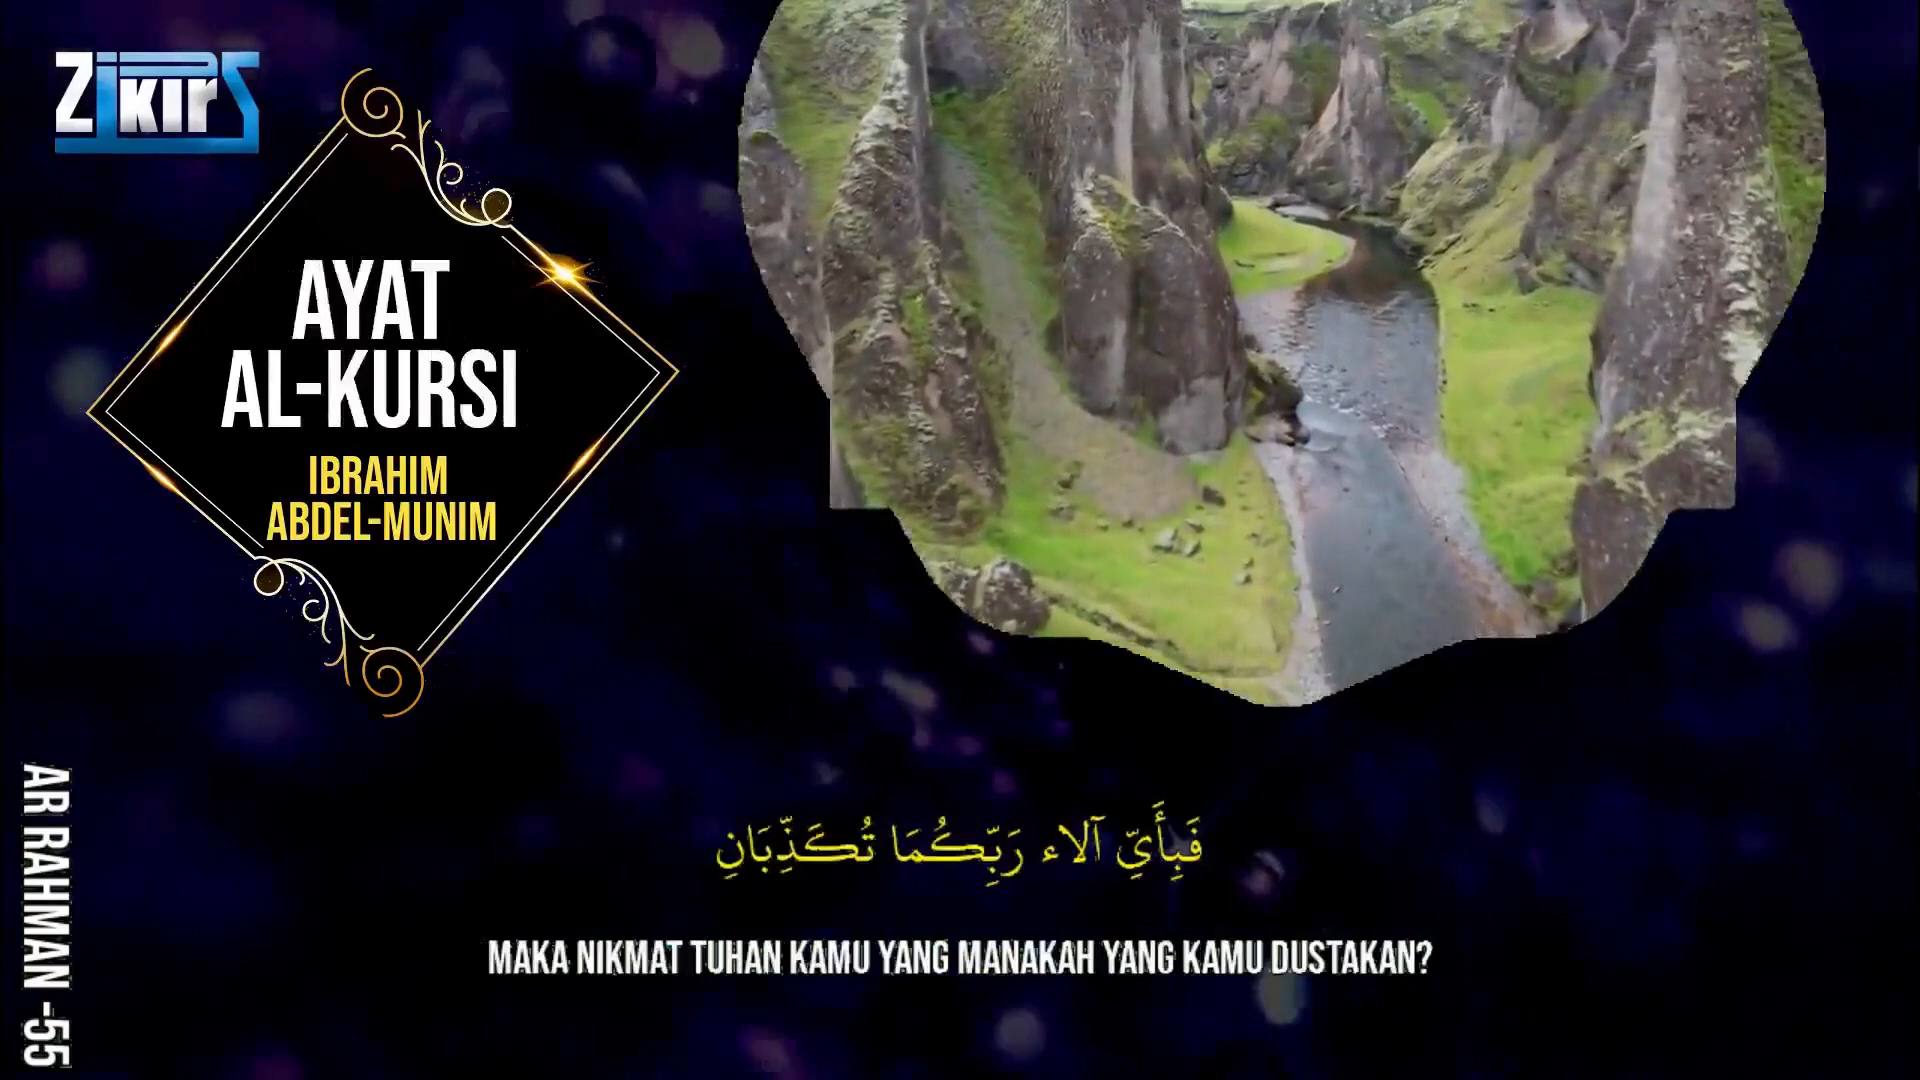 ZIKIR
AYAT
AL-KURSI
IBRAHIM
ABDEL-MUNIM
فَبِأَيِّ آلاء رَبِّكُمَا تُكَذِّبَانِ
MAKA NIKMAT TUHAN KAMU YANG MANAKAH YANG KAMU DUSTAKAN?
AR RAHMAN -55